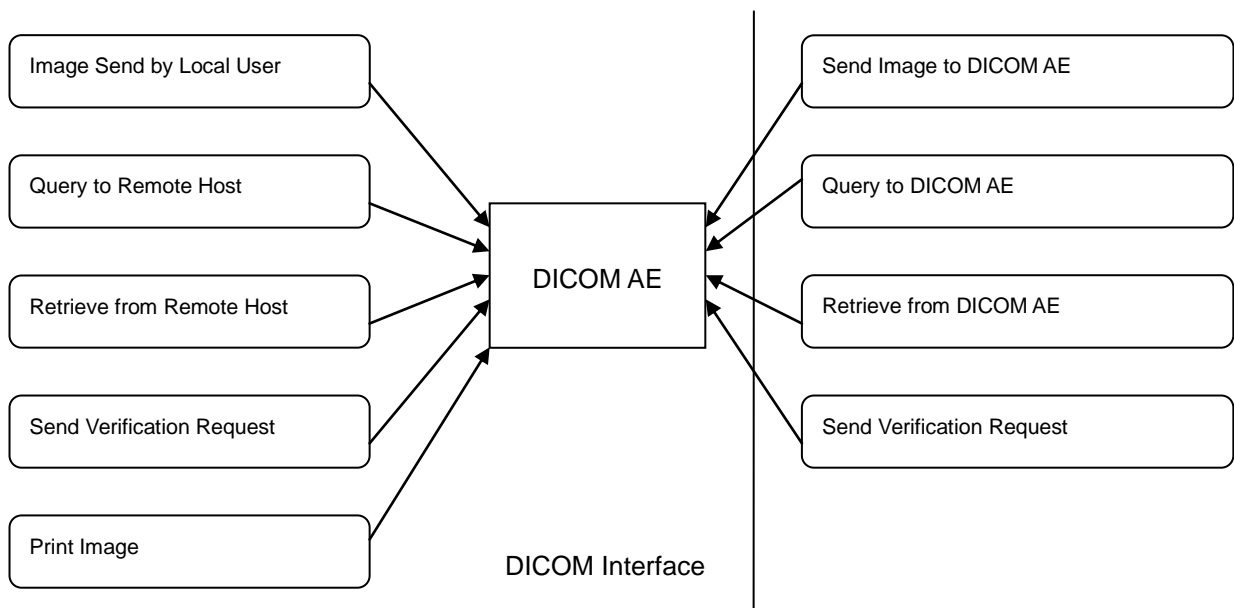 Image Send by Local User
Query to Remote Host
Retrieve from Remote Host
Send Verification Request
Print Image
DICOM AE
DICOM Interface
Send Image to DICOM AE
Query to DICOM AE
Retrieve from DICOM AE
Send Verification Request